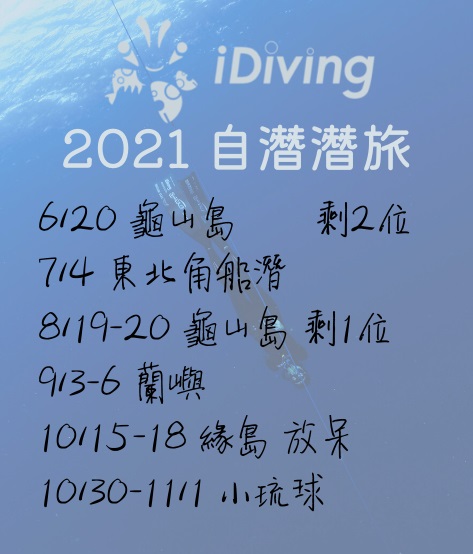 iDiving
2021 自潛潛旅
6/20 龜山島 剩2位
7/4 東北角船潛
8/19-20 龜山島 剩1位
9/3-6 蘭嶼
10/15-18 綠島 放呆
10/30-11/1 小琉球